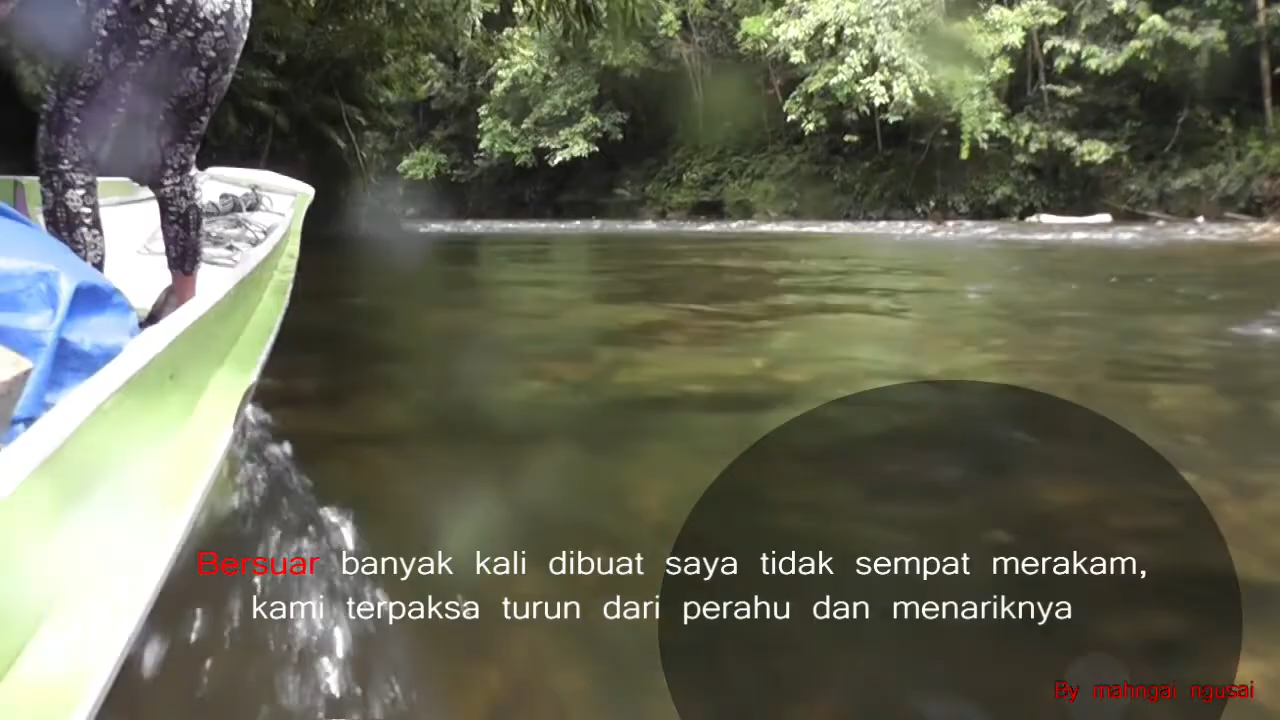 Bersuar banyak kali dibuat saya tidak sempat merakam,
kami terpaksa turun dari perahu dan menariknya
By mahngai ngusai